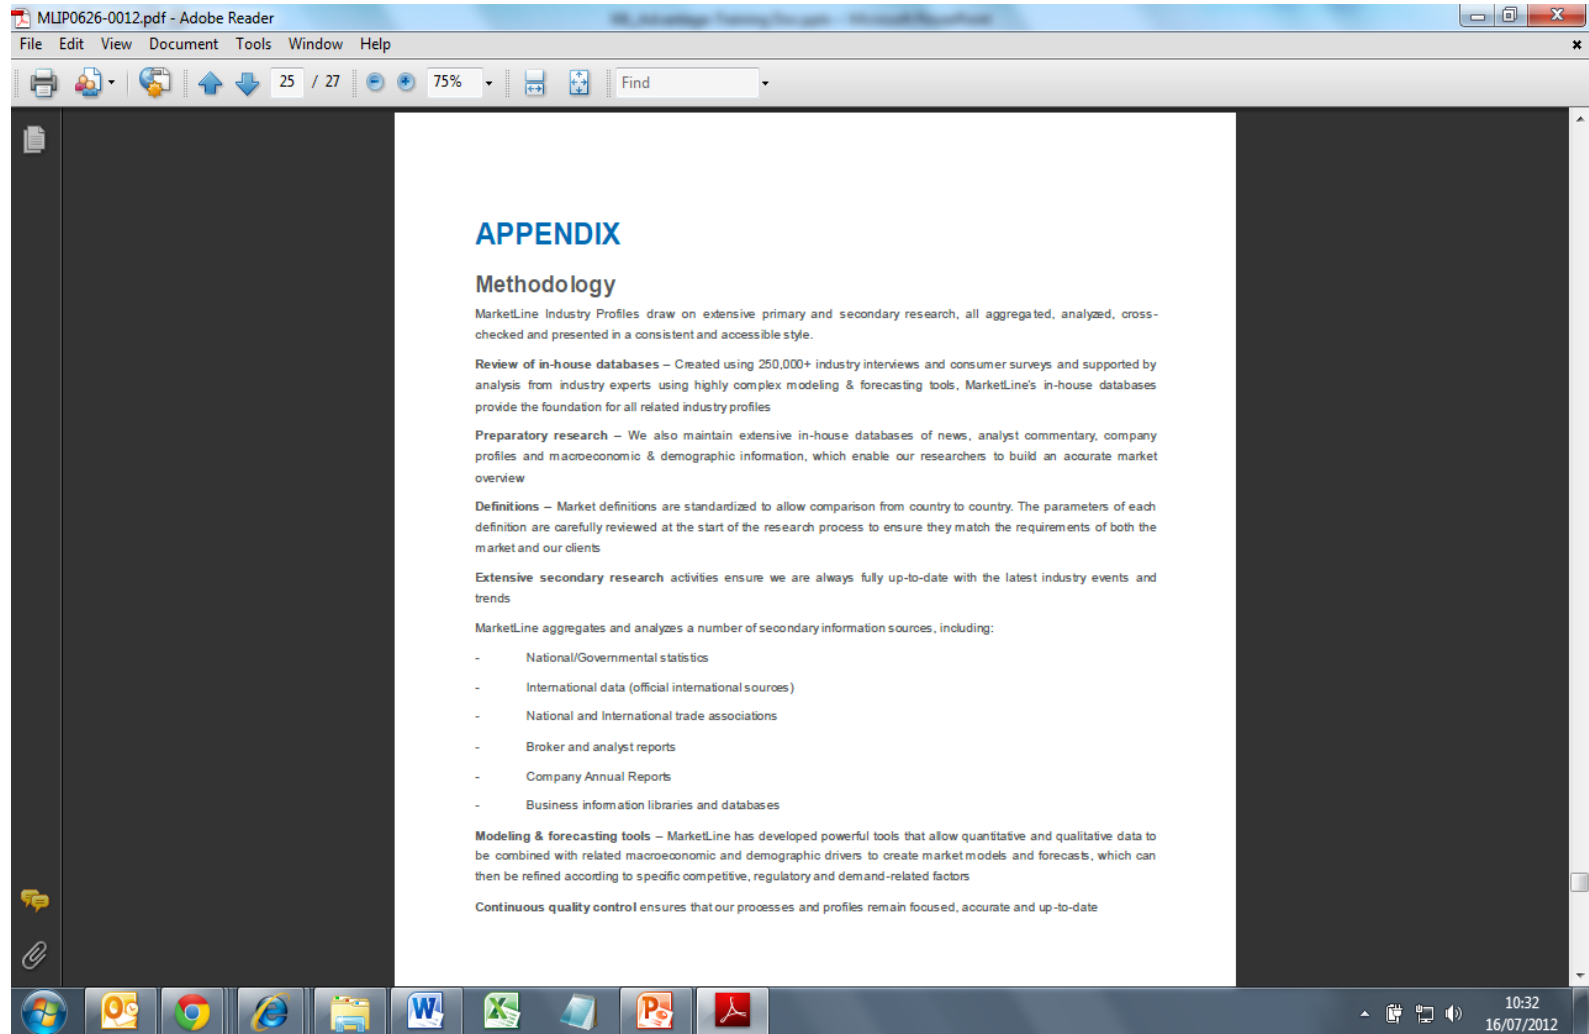 MLIP0626-0012.pdf - Adobe Reader
File Edit View Document Tools Window Help
25 / 27 75% Find
APPENDIX
Methodology
MarketLine Industry Profiles draw on extensive primary and secondary research, all aggregated, analyzed, cross-
checked and presented in a consistent and accessible style.
Review of in-house databases – Created using 250,000+ industry interviews and consumer surveys and supported by
analysis from industry experts using highly complex modeling & forecasting tools, MarketLine's in-house databases
provide the foundation for all related industry profiles
Preparatory research – We also maintain extensive in-house databases of news, analyst commentary, company
profiles and macroeconomic & demographic information, which enable our researchers to build an accurate market
overview
Definitions – Market definitions are standardized to allow comparison from country to country. The parameters of each
definition are carefully reviewed at the start of the research process to ensure they match the requirements of both the
market and our clients
Extensive secondary research activities ensure we are always fully up-to-date with the latest industry events and
trends
MarketLine aggregates and analyzes a number of secondary information sources, including:
- National/Governmental statistics
- International data (official international sources)
- National and International trade associations
- Broker and analyst reports
- Company Annual Reports
- Business information libraries and databases
Modeling & forecasting tools – MarketLine has developed powerful tools that allow quantitative and qualitative data to
be combined with related macroeconomic and demographic drivers to create market models and forecasts, which can
then be refined according to specific competitive, regulatory and demand-related factors
Continuous quality control ensures that our processes and profiles remain focused, accurate and up-to-date
10:32
16/07/2012